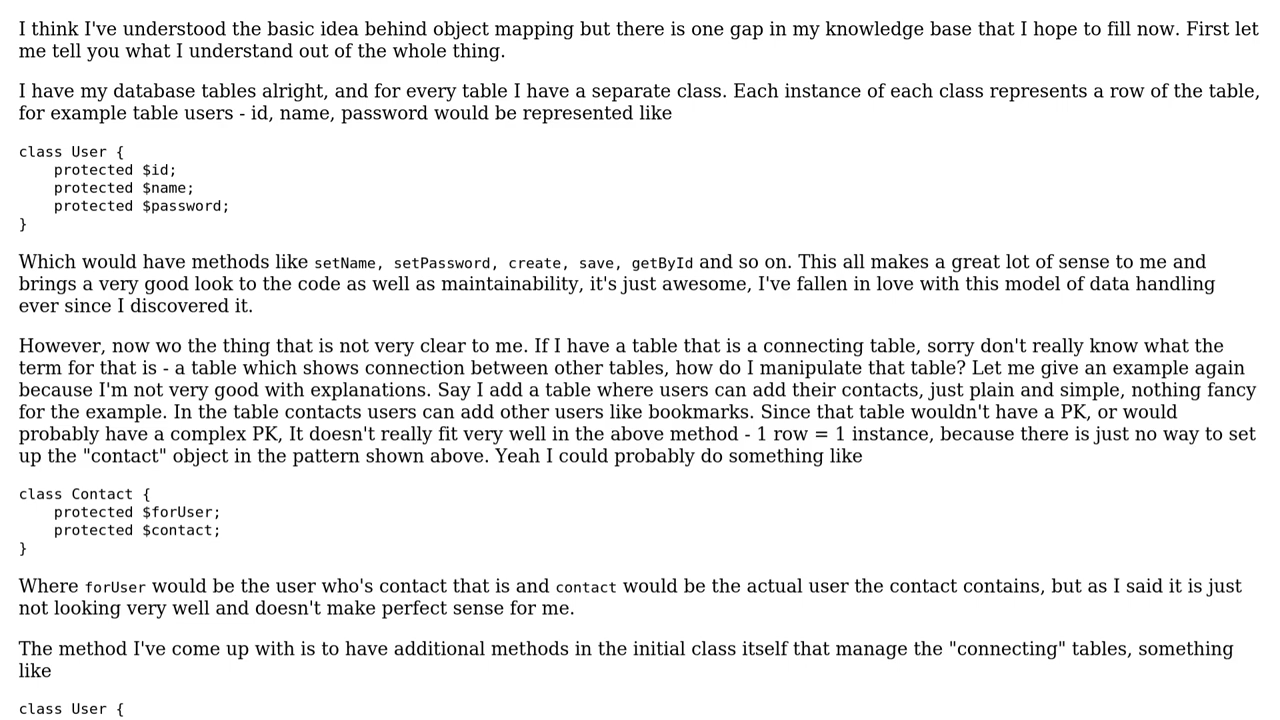 I think I've understood the basic idea behind object mapping but there is one gap in my knowledge base that I hope to fill now. First let
me tell you what I understand out of the whole thing.
I have my database tables alright, and for every table I have a separate class. Each instance of each class represents a row of the table,
for example table users - id, name, password would be represented like
class User {
    protected $id;
    protected $name;
    protected $password;
}
Which would have methods like setName, setPassword, create, save, getById and so on. This all makes a great lot of sense to me and
brings a very good look to the code as well as maintainability, it's just awesome, I've fallen in love with this model of data handling
ever since I discovered it.
However, now wo the thing that is not very clear to me. If I have a table that is a connecting table, sorry don't really know what the
term for that is - a table which shows connection between other tables, how do I manipulate that table? Let me give an example again
because I'm not very good with explanations. Say I add a table where users can add their contacts, just plain and simple, nothing fancy
for the example. In the table contacts users can add other users like bookmarks. Since that table wouldn't have a PK, or would
probably have a complex PK, It doesn't really fit very well in the above method - 1 row = 1 instance, because there is just no way to set
up the "contact" object in the pattern shown above. Yeah I could probably do something like
class Contact {
    protected $forUser;
    protected $contact;
}
Where forUser would be the user who's contact that is and contact would be the actual user the contact contains, but as I said it is just
not looking very well and doesn't make perfect sense for me.
The method I've come up with is to have additional methods in the initial class itself that manage the "connecting" tables, something
like
class User {